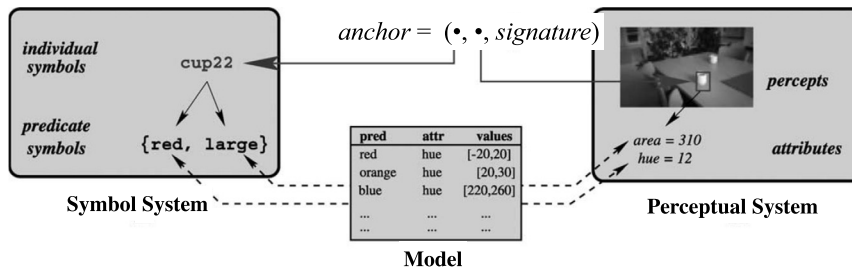 anchor = (•, •, signature)
individual
symbols
cup22
predicate
symbols
{red, large}
Symbol System
pred attr values
red hue [-20,20]
orange hue [20,30]
blue hue [220,260]
... ... ...
... ... ...
Model
percepts
area = 310
hue = 12
attributes
Perceptual System